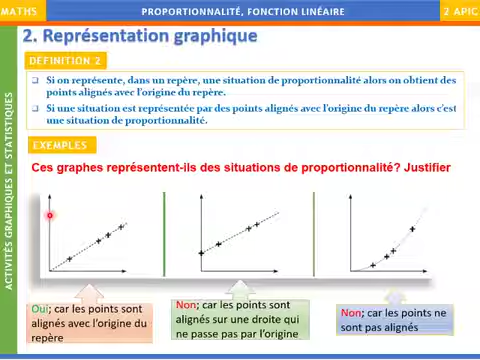 MATHS
PROPORTIONNALITÉ, FONCTION LINÉAIRE
2 APIC
2. Représentation graphique
DEFINITION 2
Si on représente, dans un repère, une situation de proportionnalité alors on obtient des
points alignés avec l'origine du repère.
Si une situation est représentée par des points alignés avec l'origine du repère alors c'est
une situation de proportionnalité.
EXEMPLES
Ces graphes représentent-ils des situations de proportionnalité? Justifier
Oui; car les points sont
alignés avec l'origine du
repère
Non; car les points sont
alignés sur une droite qui
ne passe pas par l'origine
Non; car les points ne
sont pas alignés
ACTIVITÉS GRAPHIQUES ET STATISTIQUES